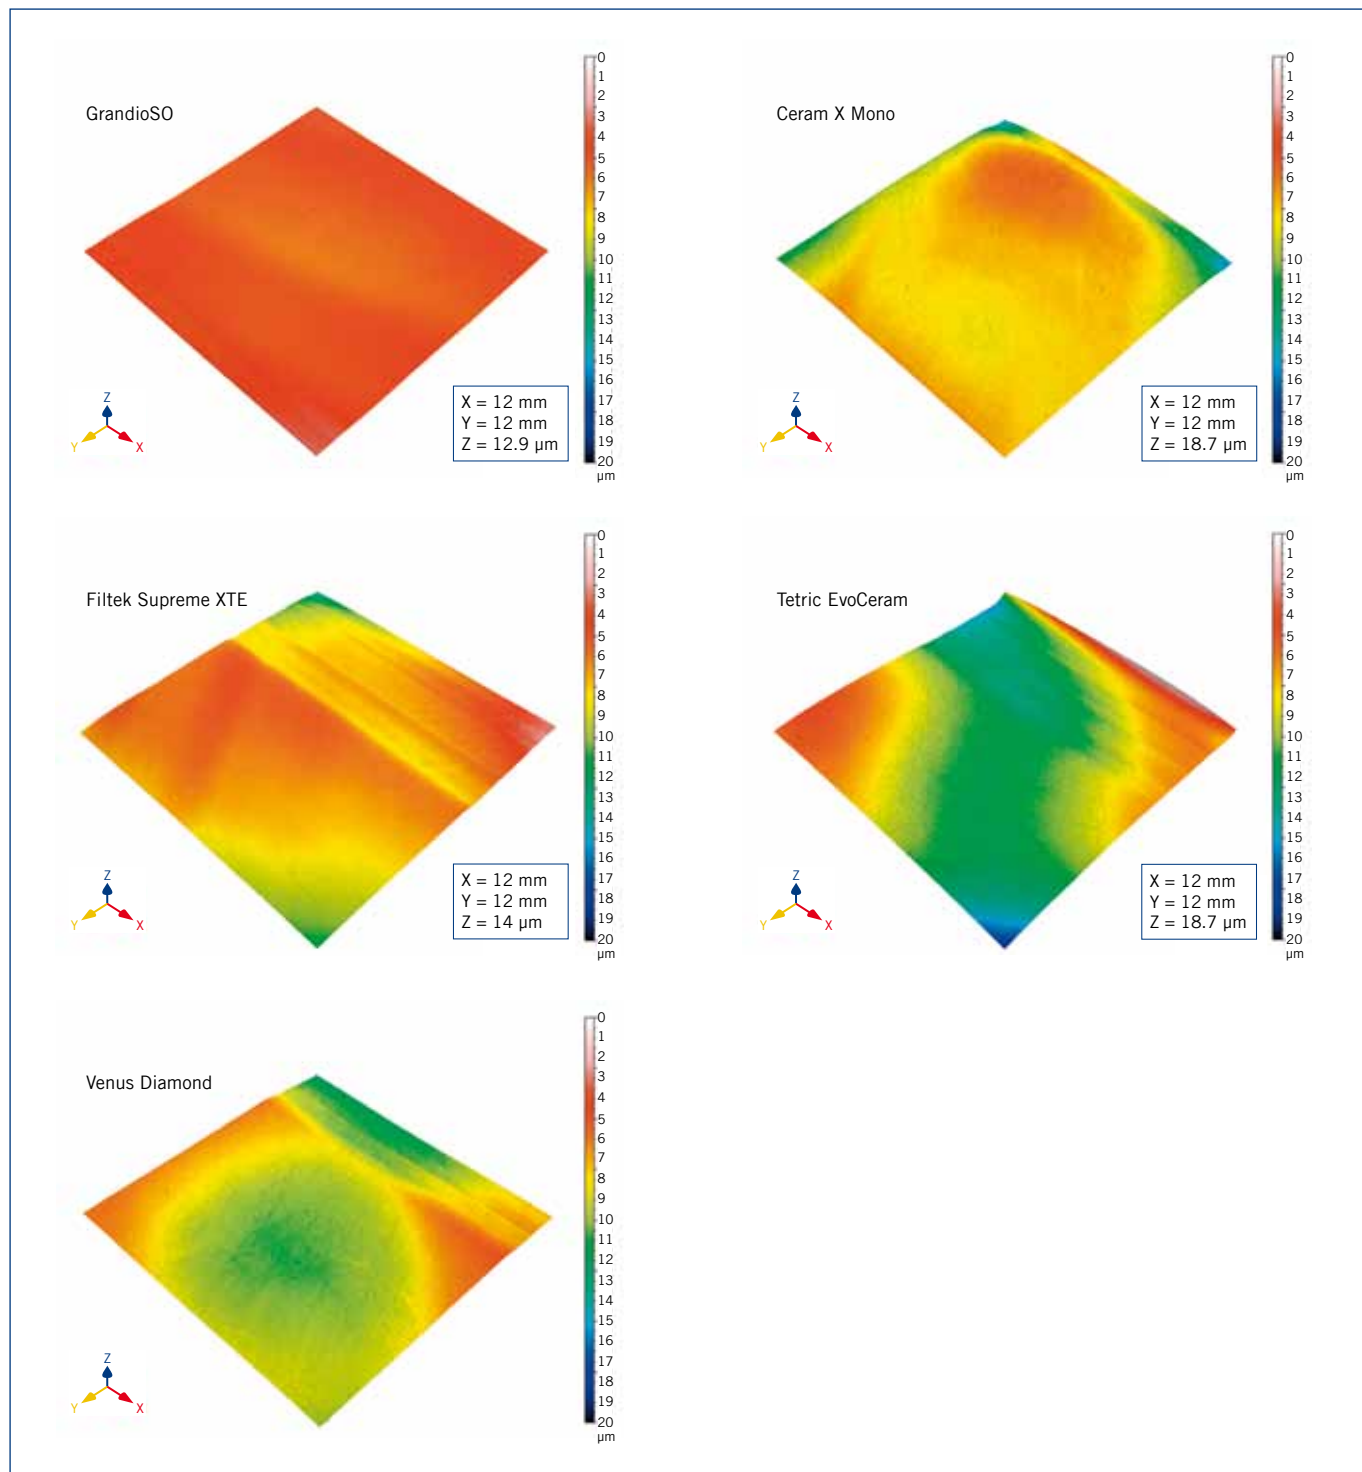 GrandioSO
0
1
2
3
4
5
6
7
8
9
10
11
12
13
14
15
16
17
18
19
20
µm
Z
Y
X
X = 12 mm
Y = 12 mm
Z = 12.9 µm
Ceram X Mono
0
1
2
3
4
5
6
7
8
9
10
11
12
13
14
15
16
17
18
19
20
µm
Z
Y
X
X = 12 mm
Y = 12 mm
Z = 18.7 µm
Filtek Supreme XTE
0
1
2
3
4
5
6
7
8
9
10
11
12
13
14
15
16
17
18
19
20
µm
Z
Y
X
X = 12 mm
Y = 12 mm
Z = 14 µm
Tetric EvoCeram
0
1
2
3
4
5
6
7
8
9
10
11
12
13
14
15
16
17
18
19
20
µm
Z
Y
X
X = 12 mm
Y = 12 mm
Z = 18.7 µm
Venus Diamond
0
1
2
3
4
5
6
7
8
9
10
11
12
13
14
15
16
17
18
19
20
µm
Z
Y
X